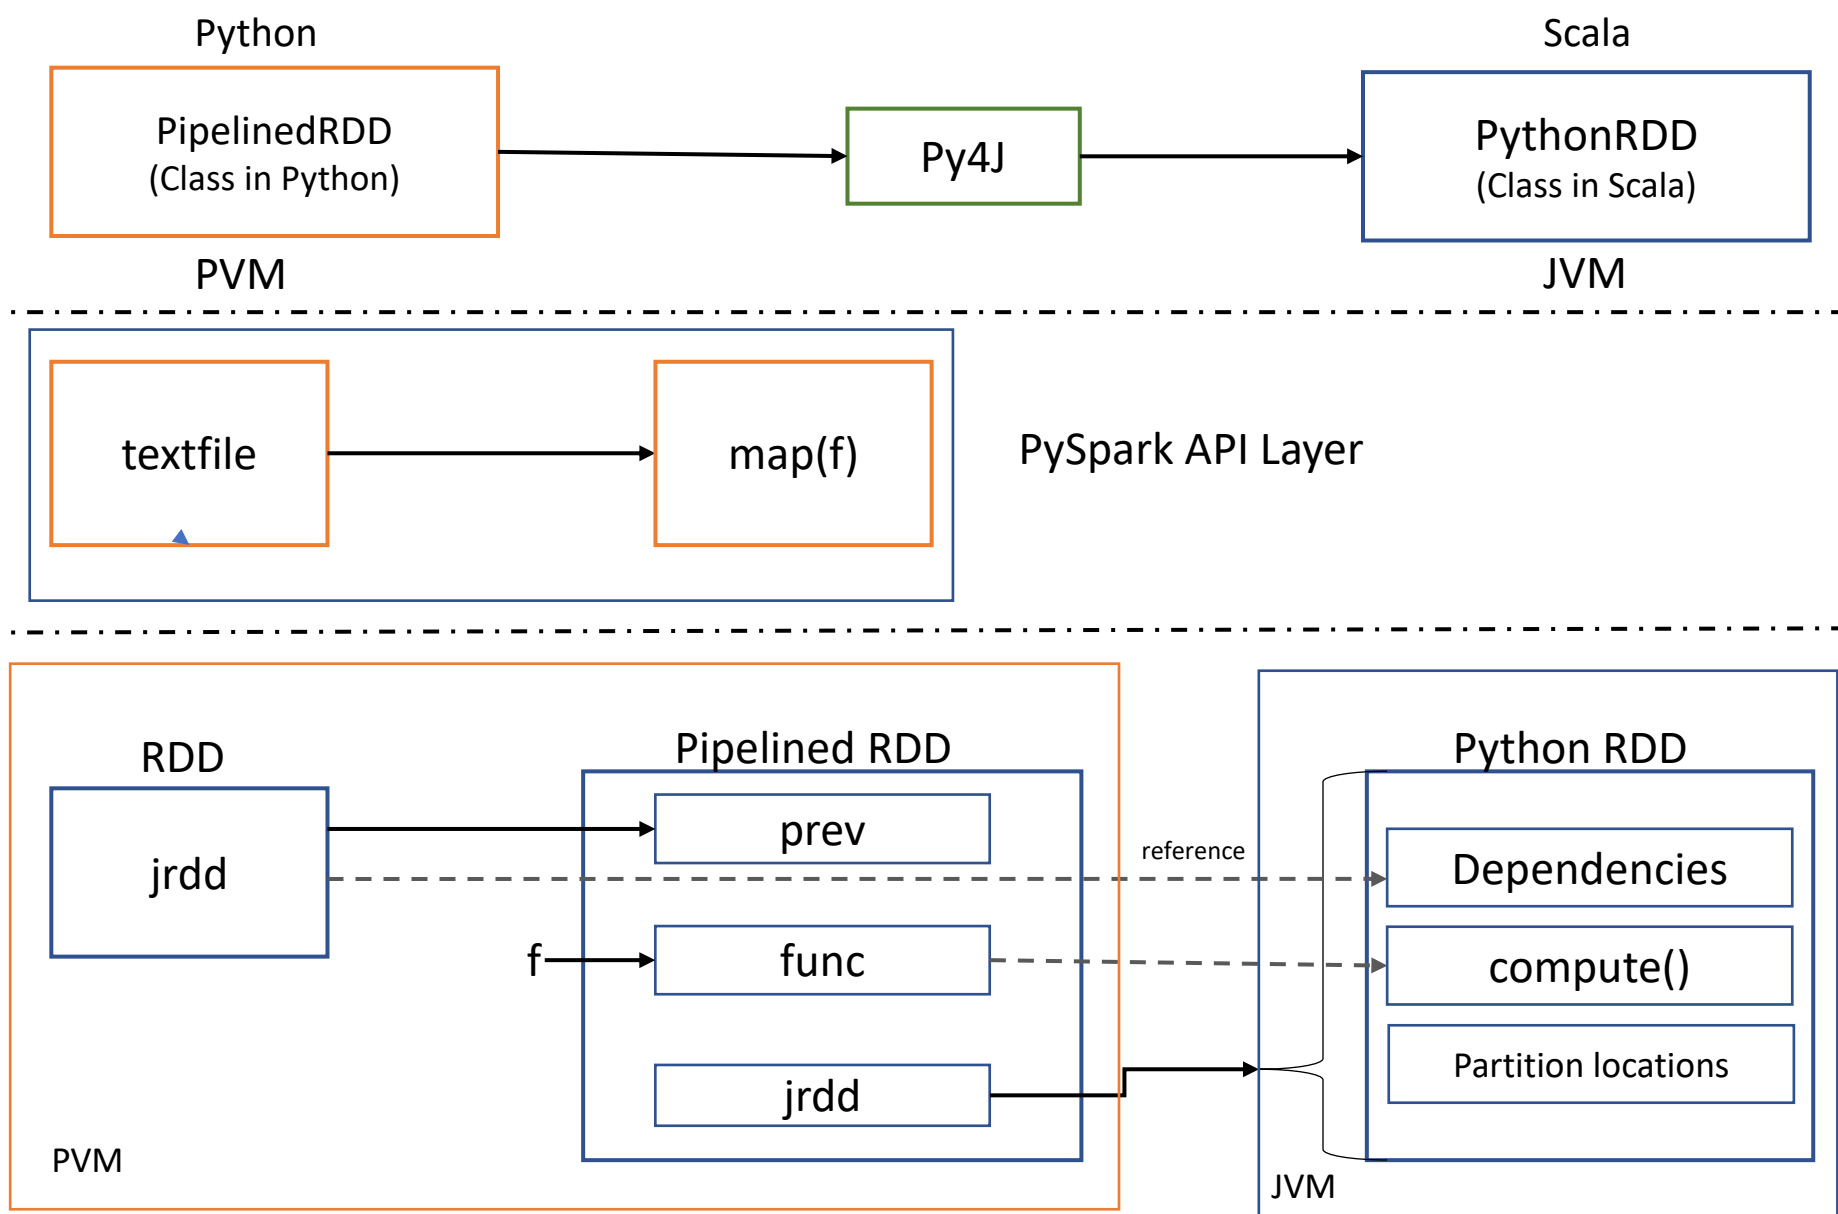 Python
Scala
PipelinedRDD
(Class in Python)
Py4J
PythonRDD
(Class in Scala)
PVM
JVM
textfile
map(f)
PySpark API Layer
RDD
Pipelined RDD
Python RDD
jrdd
prev
reference
Dependencies
f
func
compute()
jrdd
Partition locations
PVM
JVM